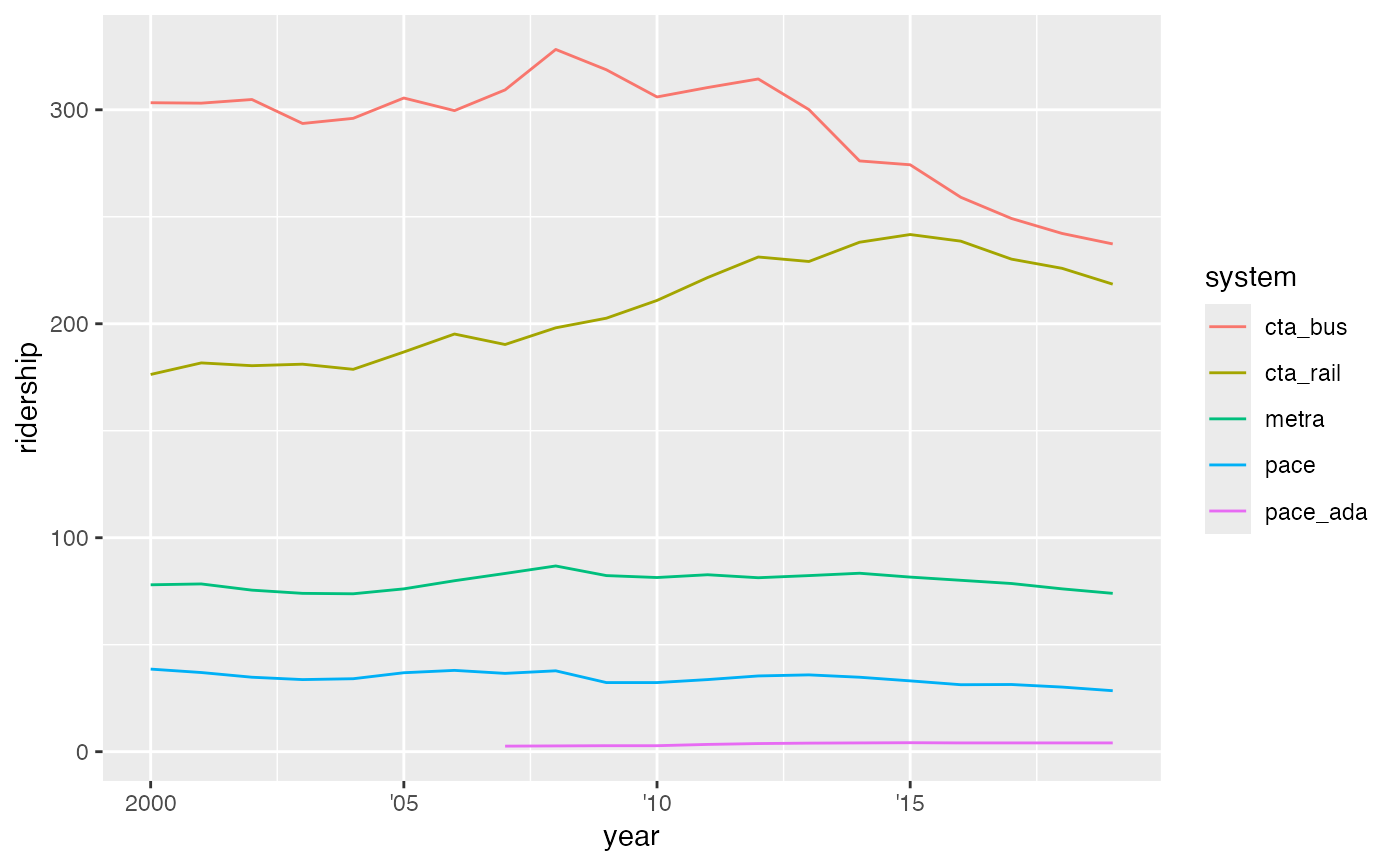 300
200
100
0
ridership
2000
'05
'10
'15
year
system
cta_bus
cta_rail
metra
pace
pace_ada